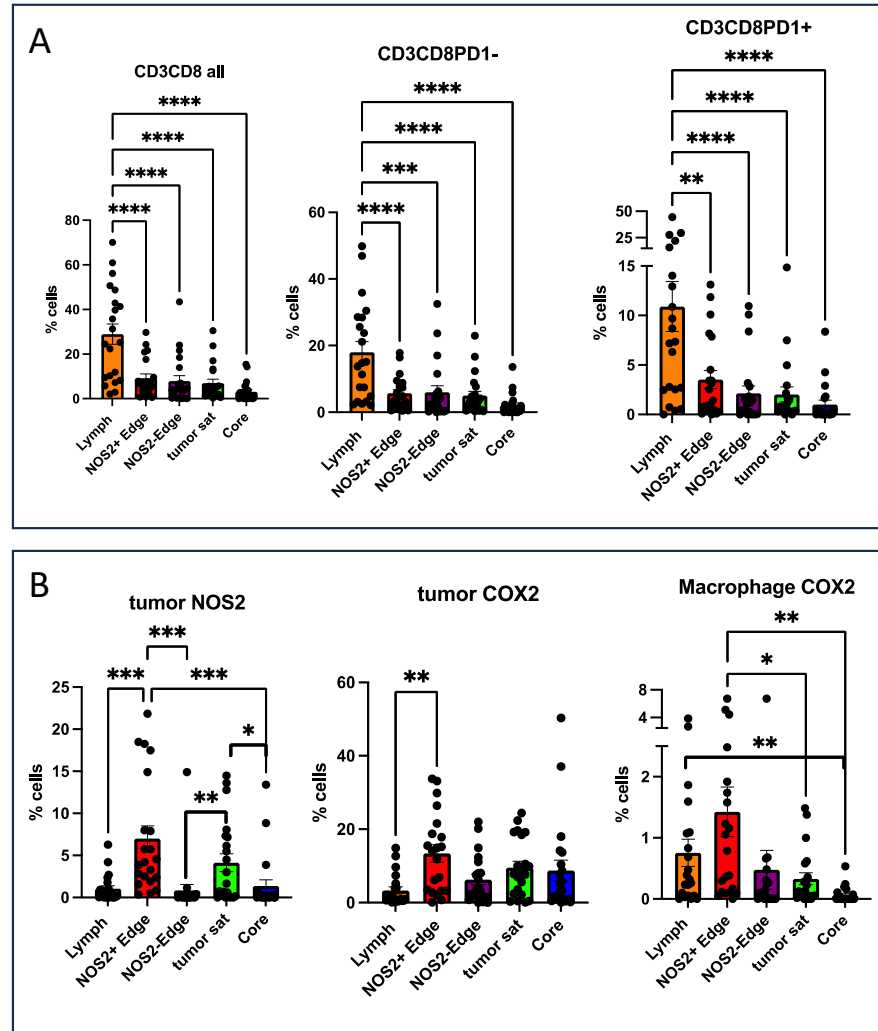 A
CD3CD8 all
****
****
****
****
% cells
80
60
40
20
0
Lymph
NOS2+ Edge
NOS2-Edge
tumor sat
Core
CD3CD8PD1-
****
****
***
****
% cells
60
40
20
0
Lymph
NOS2+ Edge
NOS2-Edge
tumor sat
Core
CD3CD8PD1+
****
****
****
**
% cells
50
25
15
10
5
0
Lymph
NOS2+ Edge
NOS2-Edge
tumor sat
Core
B
tumor NOS2
***
***
***
*
**
% cells
25
20
15
10
5
0
Lymph
NOS2+ Edge
NOS2-Edge
tumor sat
Core
tumor COX2
**
% cells
60
40
20
0
Lymph
NOS2+ Edge
NOS2-Edge
tumor sat
Core
Macrophage COX2
**
*
**
% cells
8
4
2
1
0
Lymph
NOS2+ Edge
NOS2-Edge
tumor sat
Core